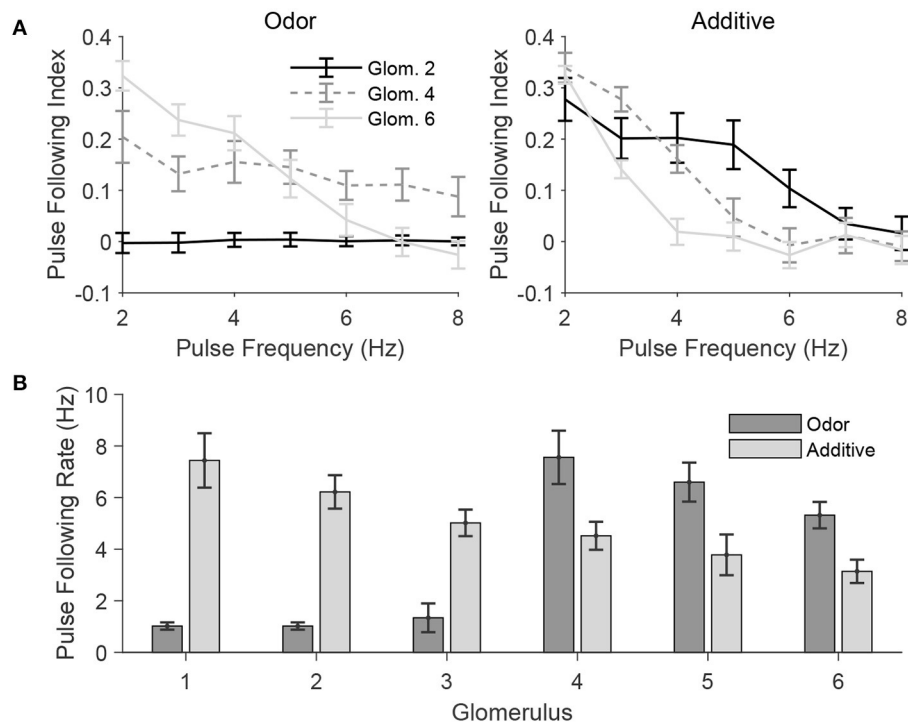 A
Odor
Additive
Pulse Following Index
0.4
0.3
0.2
0.1
0
-0.1
2
4
6
8
Pulse Frequency (Hz)
Glom. 2
Glom. 4
Glom. 6
Pulse Following Index
0.4
0.3
0.2
0.1
0
-0.1
2
4
6
8
Pulse Frequency (Hz)
B
Pulse Following Rate (Hz)
10
8
6
4
2
0
Odor
Additive
1
2
3
4
5
6
Glomerulus